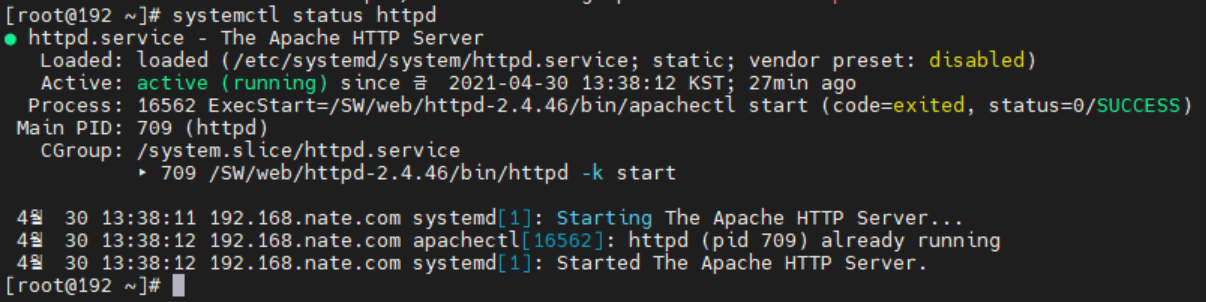 [root@192 ~]# systemctl status httpd
● httpd.service - The Apache HTTP Server
Loaded: loaded (/etc/systemd/system/httpd.service; static; vendor preset: disabled)
Active: active (running) since 금 2021-04-30 13:38:12 KST; 27min ago
Process: 16562 ExecStart=/SW/web/httpd-2.4.46/bin/apachectl start (code=exited, status=0/SUCCESS)
Main PID: 709 (httpd)
CGroup: /system.slice/httpd.service
‣ 709 /SW/web/httpd-2.4.46/bin/httpd -k start
4월 30 13:38:11 192.168.nate.com systemd[1]: Starting The Apache HTTP Server...
4월 30 13:38:12 192.168.nate.com apachectl[16562]: httpd (pid 709) already running
4월 30 13:38:12 192.168.nate.com systemd[1]: Started The Apache HTTP Server.
[root@192 ~]#